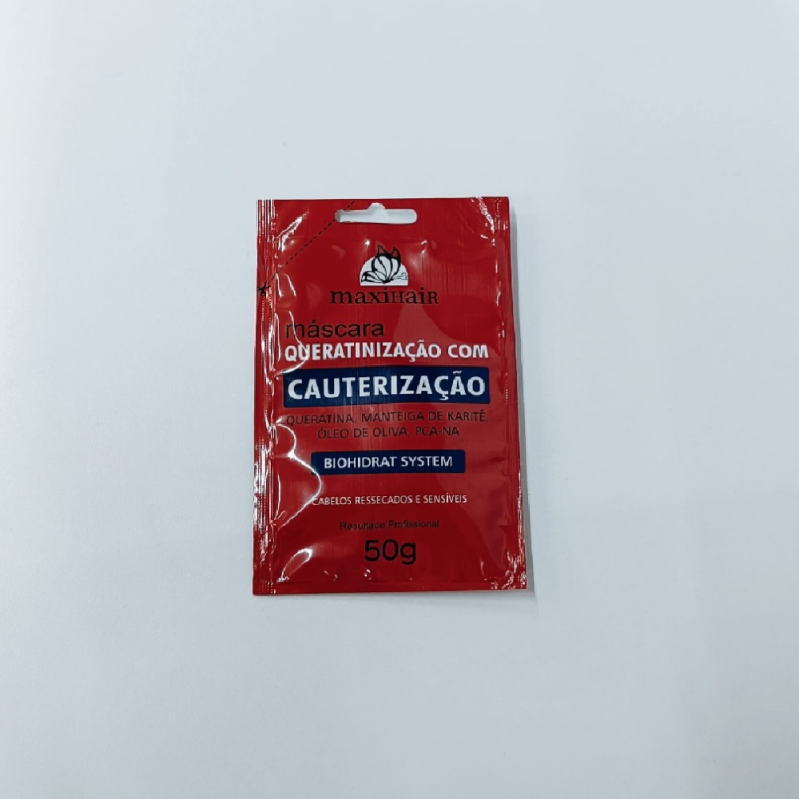 maxiHair
máscara
QUERATINIZAÇÃO COM
CAUTERIZAÇÃO
QUERATINA, MANTEIGA DE KARITÊ,
ÓLEO DE OLIVA, PCA-NA
BIOHIDRAT SYSTEM
CABELOS RESSECADOS E SENSÍVEIS
Resultado Profissional
50g